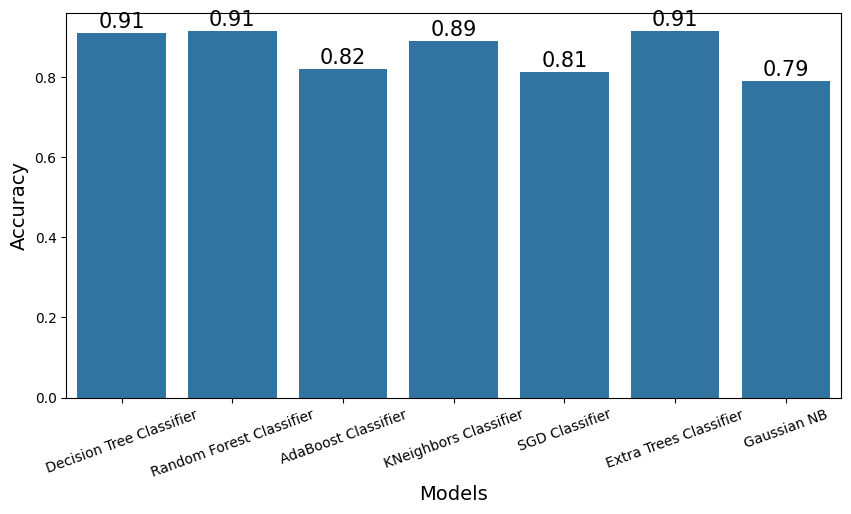 0.91
0.91
0.82
0.89
0.81
0.91
0.79
Accuracy
0.8
0.6
0.4
0.2
0.0
Decision Tree Classifier
Random Forest Classifier
AdaBoost Classifier
KNeighbors Classifier
SGD Classifier
Extra Trees Classifier
Gaussian NB
Models